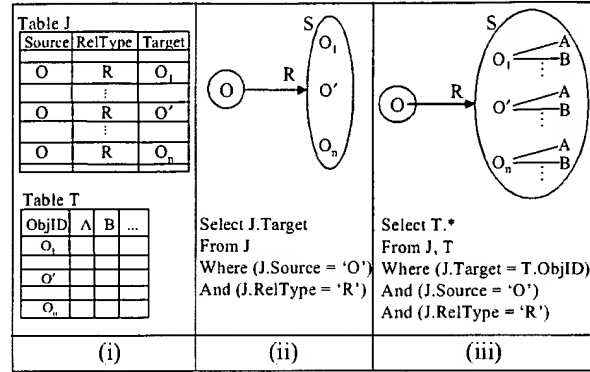 Table J
Source RelType Target
O R O1
⋮
O R O'
⋮
O R On
Table T
ObjID A B ...
O1
O'
On
(i)
S
O1
O R O'
On
Select J.Target
From J
Where (J.Source = 'O')
And (J.RelType = 'R')
(ii)
S
O1 A
B
⋮
O R O' A
B
⋮
On A
B
⋮
Select T.*
From J, T
Where (J.Target = T.ObjID)
And (J.Source = 'O')
And (J.RelType = 'R')
(iii)